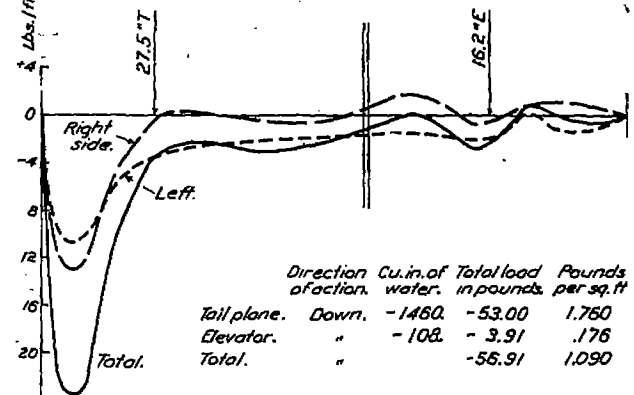 Lbs./f
27.5"T
16.2"E
+4
0
Right side.
-4
Left.
8
12
Direction of action. Cu. in. of water. Total load in pounds. Pounds per sq. ft
16
Tail plane. Down. -1460. -53.00 1.760
Elevator. " -108. - 3.91 .176
20
Total. Total. " -56.91 1.090